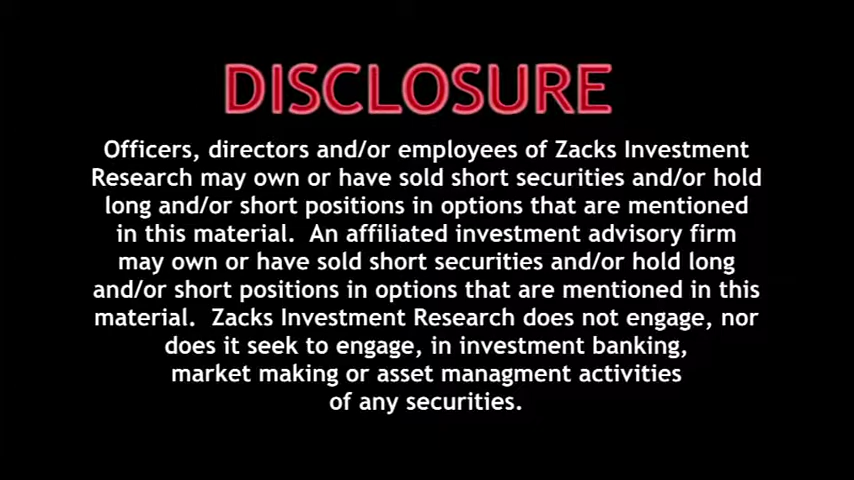 DISCLOSURE
Officers, directors and/or employees of Zacks Investment
Research may own or have sold short securities and/or hold
long and/or short positions in options that are mentioned
in this material.  An affiliated investment advisory firm
may own or have sold short securities and/or hold long
and/or short positions in options that are mentioned in this
material.  Zacks Investment Research does not engage, nor
does it seek to engage, in investment banking,
market making or asset managment activities
of any securities.